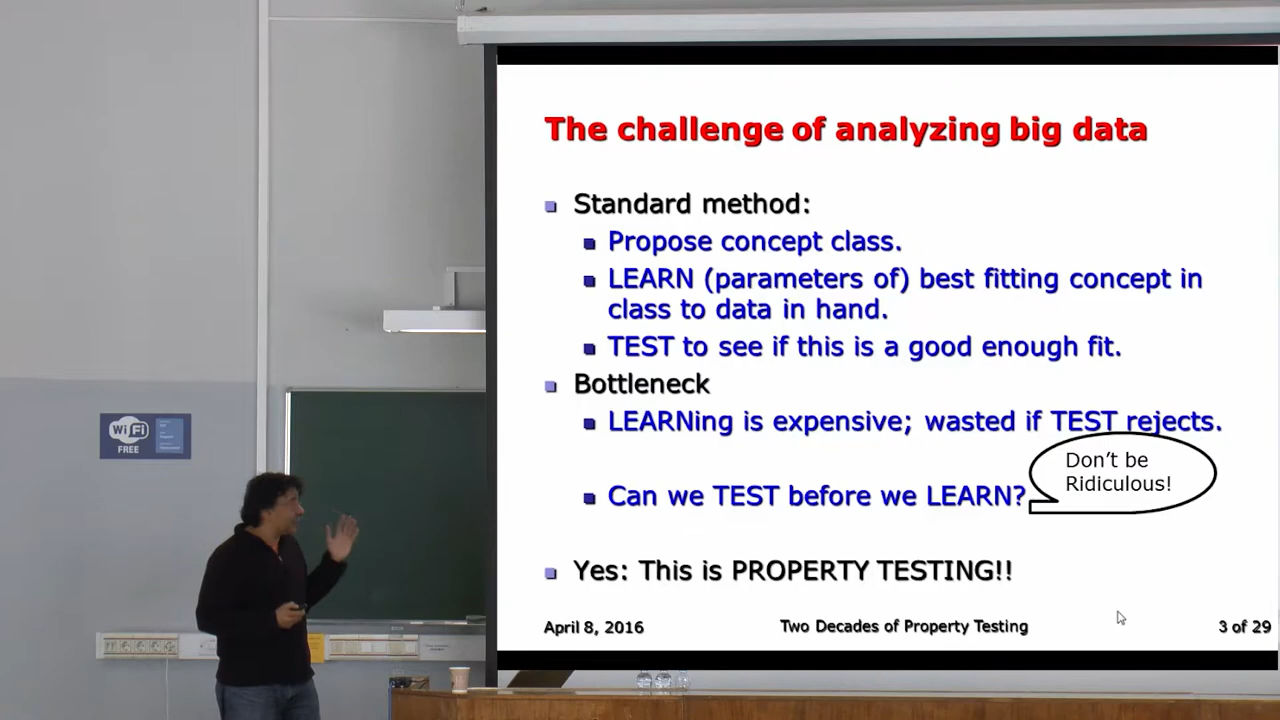 The challenge of analyzing big data
Standard method:
Propose concept class.
LEARN (parameters of) best fitting concept in
class to data in hand.
TEST to see if this is a good enough fit.
Bottleneck
LEARNing is expensive; wasted if TEST rejects.
Don't be
Ridiculous!
Can we TEST before we LEARN?
Yes: This is PROPERTY TESTING!!
April 8, 2016
Two Decades of Property Testing
3 of 29
WiFi
FREE